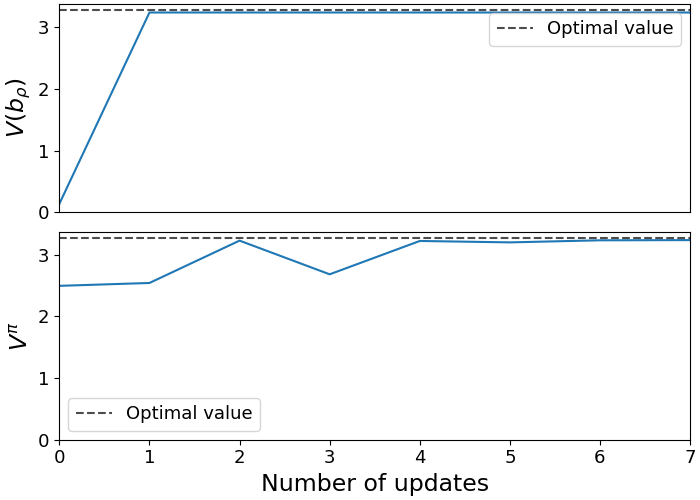 3
2
1
0
V(b_ρ)
Optimal value
3
2
1
0
V^π
Optimal value
0 1 2 3 4 5 6 7
Number of updates